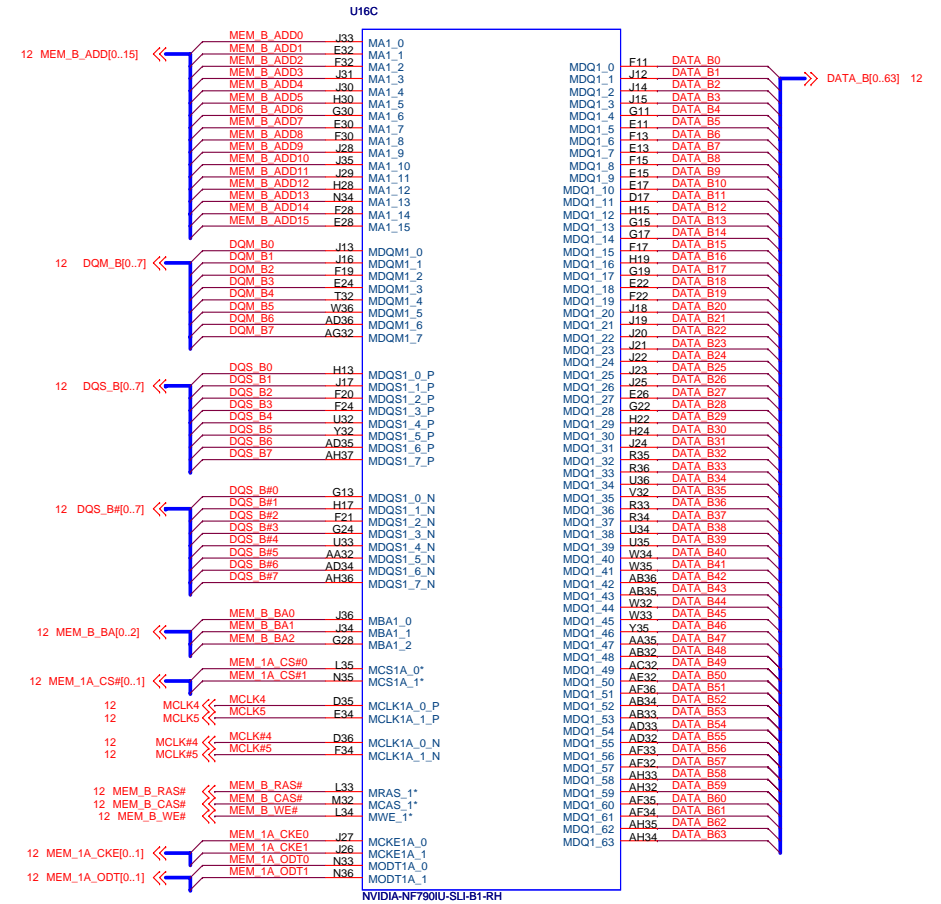 U16C
12 MEM_B_ADD[0..15]
MEM_B_ADD0 J33 MA1_0
MEM_B_ADD1 E32 MA1_1
MEM_B_ADD2 F32 MA1_2
MEM_B_ADD3 J31 MA1_3
MEM_B_ADD4 J30 MA1_4
MEM_B_ADD5 H30 MA1_5
MEM_B_ADD6 G30 MA1_6
MEM_B_ADD7 E30 MA1_7
MEM_B_ADD8 F30 MA1_8
MEM_B_ADD9 J28 MA1_9
MEM_B_ADD10 J35 MA1_10
MEM_B_ADD11 J29 MA1_11
MEM_B_ADD12 H28 MA1_12
MEM_B_ADD13 N34 MA1_13
MEM_B_ADD14 F28 MA1_14
MEM_B_ADD15 E28 MA1_15
12 DQM_B[0..7]
DQM_B0 J13 MDQM1_0
DQM_B1 J16 MDQM1_1
DQM_B2 F19 MDQM1_2
DQM_B3 E24 MDQM1_3
DQM_B4 T32 MDQM1_4
DQM_B5 W36 MDQM1_5
DQM_B6 AD36 MDQM1_6
DQM_B7 AG32 MDQM1_7
12 DQS_B[0..7]
DQS_B0 H13 MDQS1_0_P
DQS_B1 J17 MDQS1_1_P
DQS_B2 F20 MDQS1_2_P
DQS_B3 F24 MDQS1_3_P
DQS_B4 U32 MDQS1_4_P
DQS_B5 Y32 MDQS1_5_P
DQS_B6 AD35 MDQS1_6_P
DQS_B7 AH37 MDQS1_7_P
12 DQS_B#[0..7]
DQS_B#0 G13 MDQS1_0_N
DQS_B#1 H17 MDQS1_1_N
DQS_B#2 F21 MDQS1_2_N
DQS_B#3 G24 MDQS1_3_N
DQS_B#4 U33 MDQS1_4_N
DQS_B#5 AA32 MDQS1_5_N
DQS_B#6 AD34 MDQS1_6_N
DQS_B#7 AH36 MDQS1_7_N
12 MEM_B_BA[0..2]
MEM_B_BA0 J36 MBA1_0
MEM_B_BA1 J34 MBA1_1
MEM_B_BA2 G28 MBA1_2
12 MEM_1A_CS#[0..1]
MEM_1A_CS#0 L35 MCS1A_0*
MEM_1A_CS#1 N35 MCS1A_1*
12 MCLK4 MCLK4 D35 MCLK1A_0_P
12 MCLK5 MCLK5 E34 MCLK1A_1_P
12 MCLK#4 MCLK#4 D36 MCLK1A_0_N
12 MCLK#5 MCLK#5 F34 MCLK1A_1_N
12 MEM_B_RAS# MEM_B_RAS# L33 MRAS_1*
12 MEM_B_CAS# MEM_B_CAS# M32 MCAS_1*
12 MEM_B_WE# MEM_B_WE# L34 MWE_1*
12 MEM_1A_CKE[0..1]
MEM_1A_CKE0 J27 MCKE1A_0
MEM_1A_CKE1 J26 MCKE1A_1
12 MEM_1A_ODT[0..1]
MEM_1A_ODT0 N33 MODT1A_0
MEM_1A_ODT1 N36 MODT1A_1
MDQ1_0 F11 DATA_B0
MDQ1_1 J12 DATA_B1
MDQ1_2 J14 DATA_B2
MDQ1_3 J15 DATA_B3
MDQ1_4 G11 DATA_B4
MDQ1_5 E11 DATA_B5
MDQ1_6 F13 DATA_B6
MDQ1_7 E13 DATA_B7
MDQ1_8 F15 DATA_B8
MDQ1_9 E15 DATA_B9
MDQ1_10 E17 DATA_B10
MDQ1_11 D17 DATA_B11
MDQ1_12 H15 DATA_B12
MDQ1_13 G15 DATA_B13
MDQ1_14 G17 DATA_B14
MDQ1_15 F17 DATA_B15
MDQ1_16 H19 DATA_B16
MDQ1_17 G19 DATA_B17
MDQ1_18 E22 DATA_B18
MDQ1_19 F22 DATA_B19
MDQ1_20 J18 DATA_B20
MDQ1_21 J19 DATA_B21
MDQ1_22 J20 DATA_B22
MDQ1_23 J21 DATA_B23
MDQ1_24 J22 DATA_B24
MDQ1_25 J23 DATA_B25
MDQ1_26 J25 DATA_B26
MDQ1_27 E26 DATA_B27
MDQ1_28 G22 DATA_B28
MDQ1_29 H22 DATA_B29
MDQ1_30 H24 DATA_B30
MDQ1_31 J24 DATA_B31
MDQ1_32 R35 DATA_B32
MDQ1_33 R36 DATA_B33
MDQ1_34 U36 DATA_B34
MDQ1_35 V32 DATA_B35
MDQ1_36 R33 DATA_B36
MDQ1_37 R34 DATA_B37
MDQ1_38 U34 DATA_B38
MDQ1_39 U35 DATA_B39
MDQ1_40 W34 DATA_B40
MDQ1_41 W35 DATA_B41
MDQ1_42 AB36 DATA_B42
MDQ1_43 AB35 DATA_B43
MDQ1_44 W32 DATA_B44
MDQ1_45 W33 DATA_B45
MDQ1_46 Y35 DATA_B46
MDQ1_47 AA35 DATA_B47
MDQ1_48 AB32 DATA_B48
MDQ1_49 AC32 DATA_B49
MDQ1_50 AE32 DATA_B50
MDQ1_51 AF36 DATA_B51
MDQ1_52 AB34 DATA_B52
MDQ1_53 AB33 DATA_B53
MDQ1_54 AD33 DATA_B54
MDQ1_55 AD32 DATA_B55
MDQ1_56 AF33 DATA_B56
MDQ1_57 AF32 DATA_B57
MDQ1_58 AH33 DATA_B58
MDQ1_59 AH32 DATA_B59
MDQ1_60 AF35 DATA_B60
MDQ1_61 AF34 DATA_B61
MDQ1_62 AH35 DATA_B62
MDQ1_63 AH34 DATA_B63
DATA_B[0..63] 12
NVIDIA-NF790IU-SLI-B1-RH